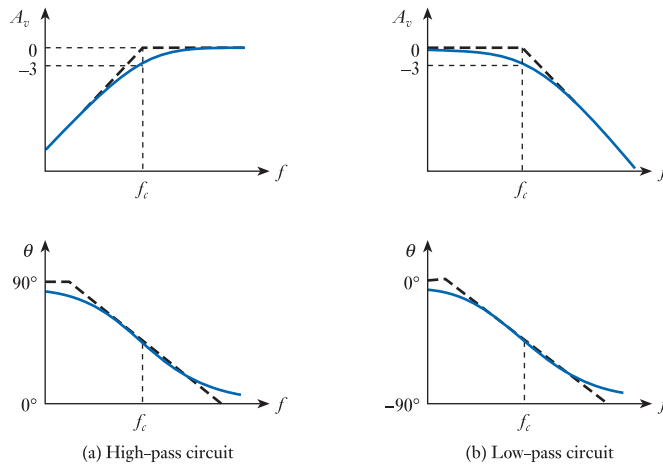 A_v
0
−3
f
f_c
A_v
0
−3
f
f_c
θ
90°
0°
f
f_c
θ
0°
−90°
f
f_c
(a) High–pass circuit
(b) Low–pass circuit